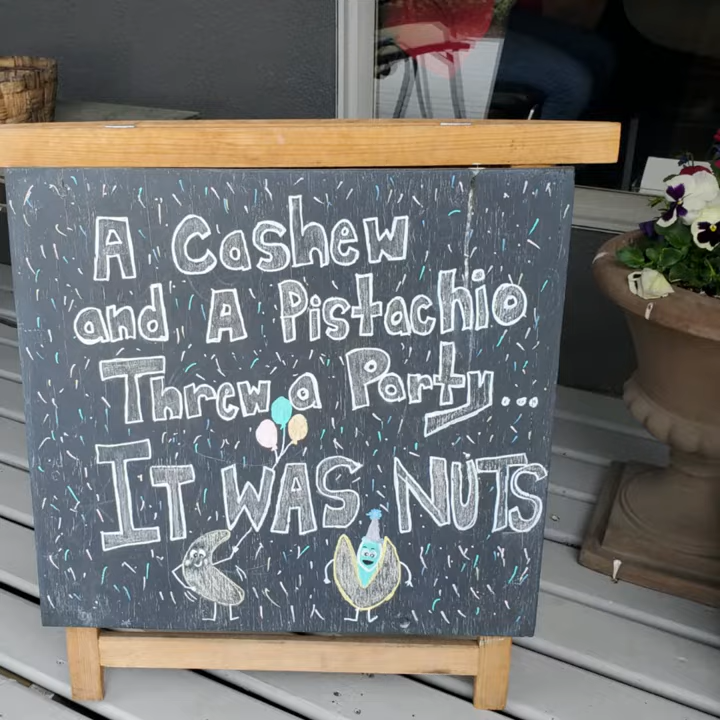 A Cashew
and A Pistachio
Threw a Party...
IT WAS NUTS